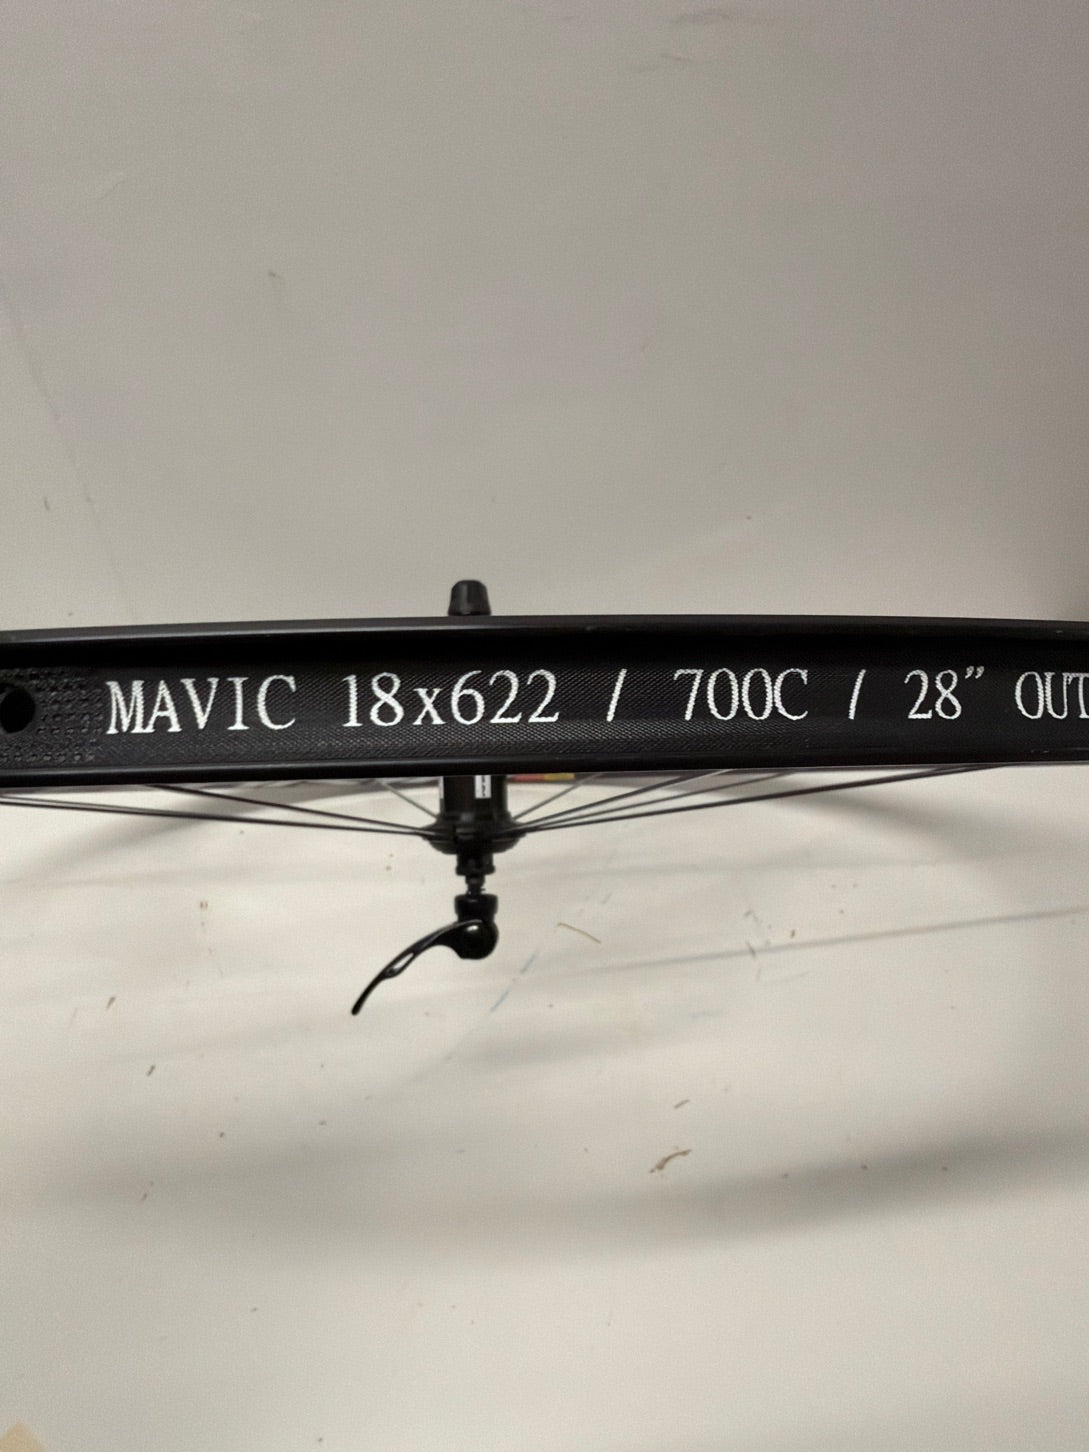 MAVIC 18x622 / 700C / 28” OUT